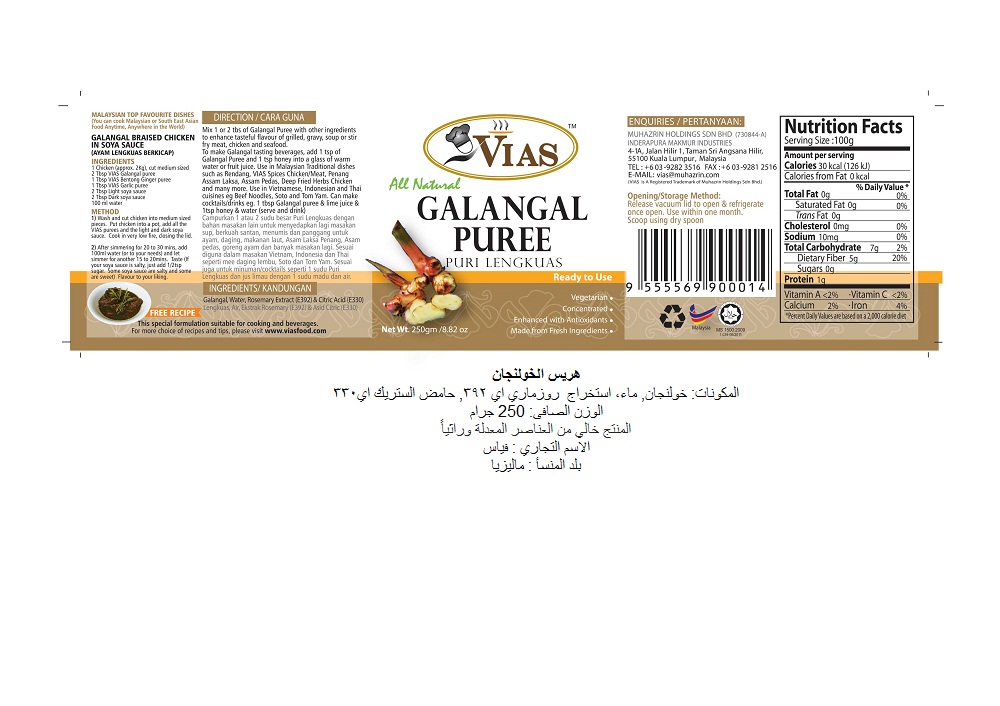 MALAYSIAN TOP FAVOURITE DISHES
(You can cook Malaysian or South East Asian
Food Anytime, Anywhere in the World)
GALANGAL BRAISED CHICKEN
IN SOYA SAUCE
(AYAM LENGKUAS BERKICAP)
INGREDIENTS
1 Chicken (approx. 2Kg), cut medium sized
2 Tbsp VIAS Galangal puree
1 Tbsp VIAS Bentong Ginger puree
1 Tbsp VIAS Garlic puree
2 Tbsp Light soya sauce
2 Tbsp Dark soya sauce
100 ml water
METHOD
1) Wash and cut chicken into medium sized
pieces. Put chicken into a pot, add all the
VIAS purees and the light and dark soya
sauce. Cook in very low fire, closing the lid.
2) After simmering for 20 to 30 mins, add
100ml water (or to your needs) and let
simmer for another 15 to 20mins. Taste (If
your soya sauce is salty, just add 1/2tsp
sugar. Some soya sauce are salty and some
are sweet) Flavour to your liking.
FREE RECIPE
DIRECTION / CARA GUNA
Mix 1 or 2 tbs of Galangal Puree with other ingredients
to enhance tasteful flavour of grilled, gravy, soup or stir
fry meat, chicken and seafood.
To make Galangal tasting beverages, add 1 tsp of
Galangal Puree and 1 tsp honey into a glass of warm
water or fruit juice. Use in Malaysian Traditional dishes
such as Rendang, VIAS Spices Chicken/Meat, Penang
Assam Laksa, Assam Pedas, Deep Fried Herbs Chicken
and many more. Use in Vietnamese, Indonesian and Thai
cuisines eg Beef Noodles, Soto and Tom Yam. Can make
cocktails/drinks eg. 1 tbsp Galangal puree & lime juice &
1tsp honey & water (serve and drink)
Campurkan 1 atau 2 sudu besar Puri Lengkuas dengan
bahan masakan lain untuk menyedapkan lagi masakan
sup, berkuah santan, menumis dan panggang untuk
ayam, daging, makanan laut, Asam Laksa Penang, Asam
pedas, goreng ayam dan banyak masakan lagi. Sesuai
diguna dalam masakan Vietnam, Indonesia dan Thai
seperti mee daging lembu, Soto dan Tom Yam. Sesuai
juga untuk minuman/cocktails seperti 1 sudu Puri
Lengkuas dan jus limau dengan 1 sudu madu dan air.
INGREDIENTS/ KANDUNGAN
Galangal, Water, Rosemary Extract (E392) & Citric Acid (E330)
Lengkuas, Air, Ekstrak Rosemary (E392) & Asid Citric (E330)
This special formulation suitable for cooking and beverages.
For more choice of recipes and tips, please visit www.viasfood.com
VIAS
TM
All Natural
GALANGAL
PUREE
PURI LENGKUAS
Ready to Use
Vegetarian •
Concentrated •
Enhanced with Antioxidants •
Made from Fresh Ingredients •
Net Wt. 250gm /8.82 oz
ENQUIRIES / PERTANYAAN:
MUHAZRIN HOLDINGS SDN BHD (730844-A)
INDERAPURA MAKMUR INDUSTRIES
4-1A, Jalan Hilir 1, Taman Sri Angsana Hilir,
55100 Kuala Lumpur, Malaysia
TEL : +6 03 -9282 3516 FAX : +6 03 -9281 2516
E-MAIL: vias@muhazrin.com
(VIAS is A Registered Trademark of Muhazrin Holdings Sdn Bhd.)
Opening/Storage Method:
Release vacuum lid to open & refrigerate
once open. Use within one month.
Scoop using dry spoon
9 555569 900014
Malaysia
MS 1500:2009
Nutrition Facts
Serving Size :100g
Amount per serving
Calories 30 kcal (126 kJ)
Calories from Fat 0 kcal
% Daily Value *
Total Fat 0g 0%
Saturated Fat 0g 0%
Trans Fat 0g
Cholesterol 0mg 0%
Sodium 10mg 0%
Total Carbohydrate 7g 2%
Dietary Fiber 5g 20%
Sugars 0g
Protein 1g
Vitamin A <2% ·Vitamin C <2%
Calcium 2% ·Iron 4%
*Percent Daily Values are based on a 2,000 calorie diet
هريس الخولنجان
المكونات: خولنجان, ماء، استخراج روزماري اي ٣٩٢, حامض الستريك اي٣٣٠
الوزن الصافى: 250 جرام
المنتج خالي من العناصر المعدلة وراثياً
الاسم التجاري : فياس
بلد المنسأ : ماليزيا